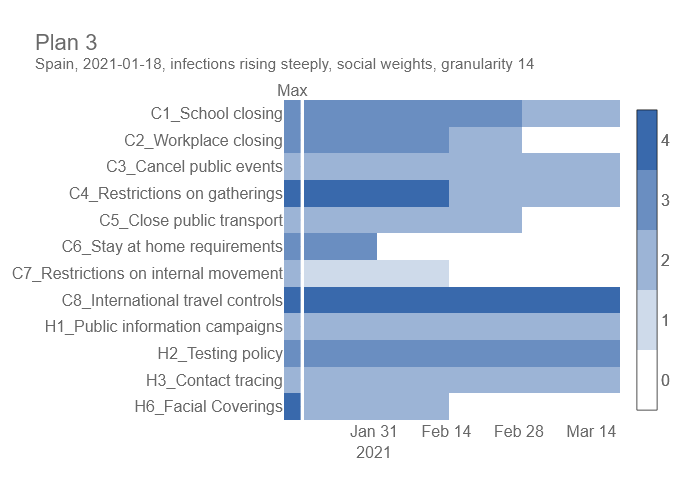 Plan 3
Spain, 2021-01-18, infections rising steeply, social weights, granularity 14
Max
C1_School closing
C2_Workplace closing
C3_Cancel public events
C4_Restrictions on gatherings
C5_Close public transport
C6_Stay at home requirements
C7_Restrictions on internal movement
C8_International travel controls
H1_Public information campaigns
H2_Testing policy
H3_Contact tracing
H6_Facial Coverings
4
3
2
1
0
Jan 31 Feb 14 Feb 28 Mar 14
2021